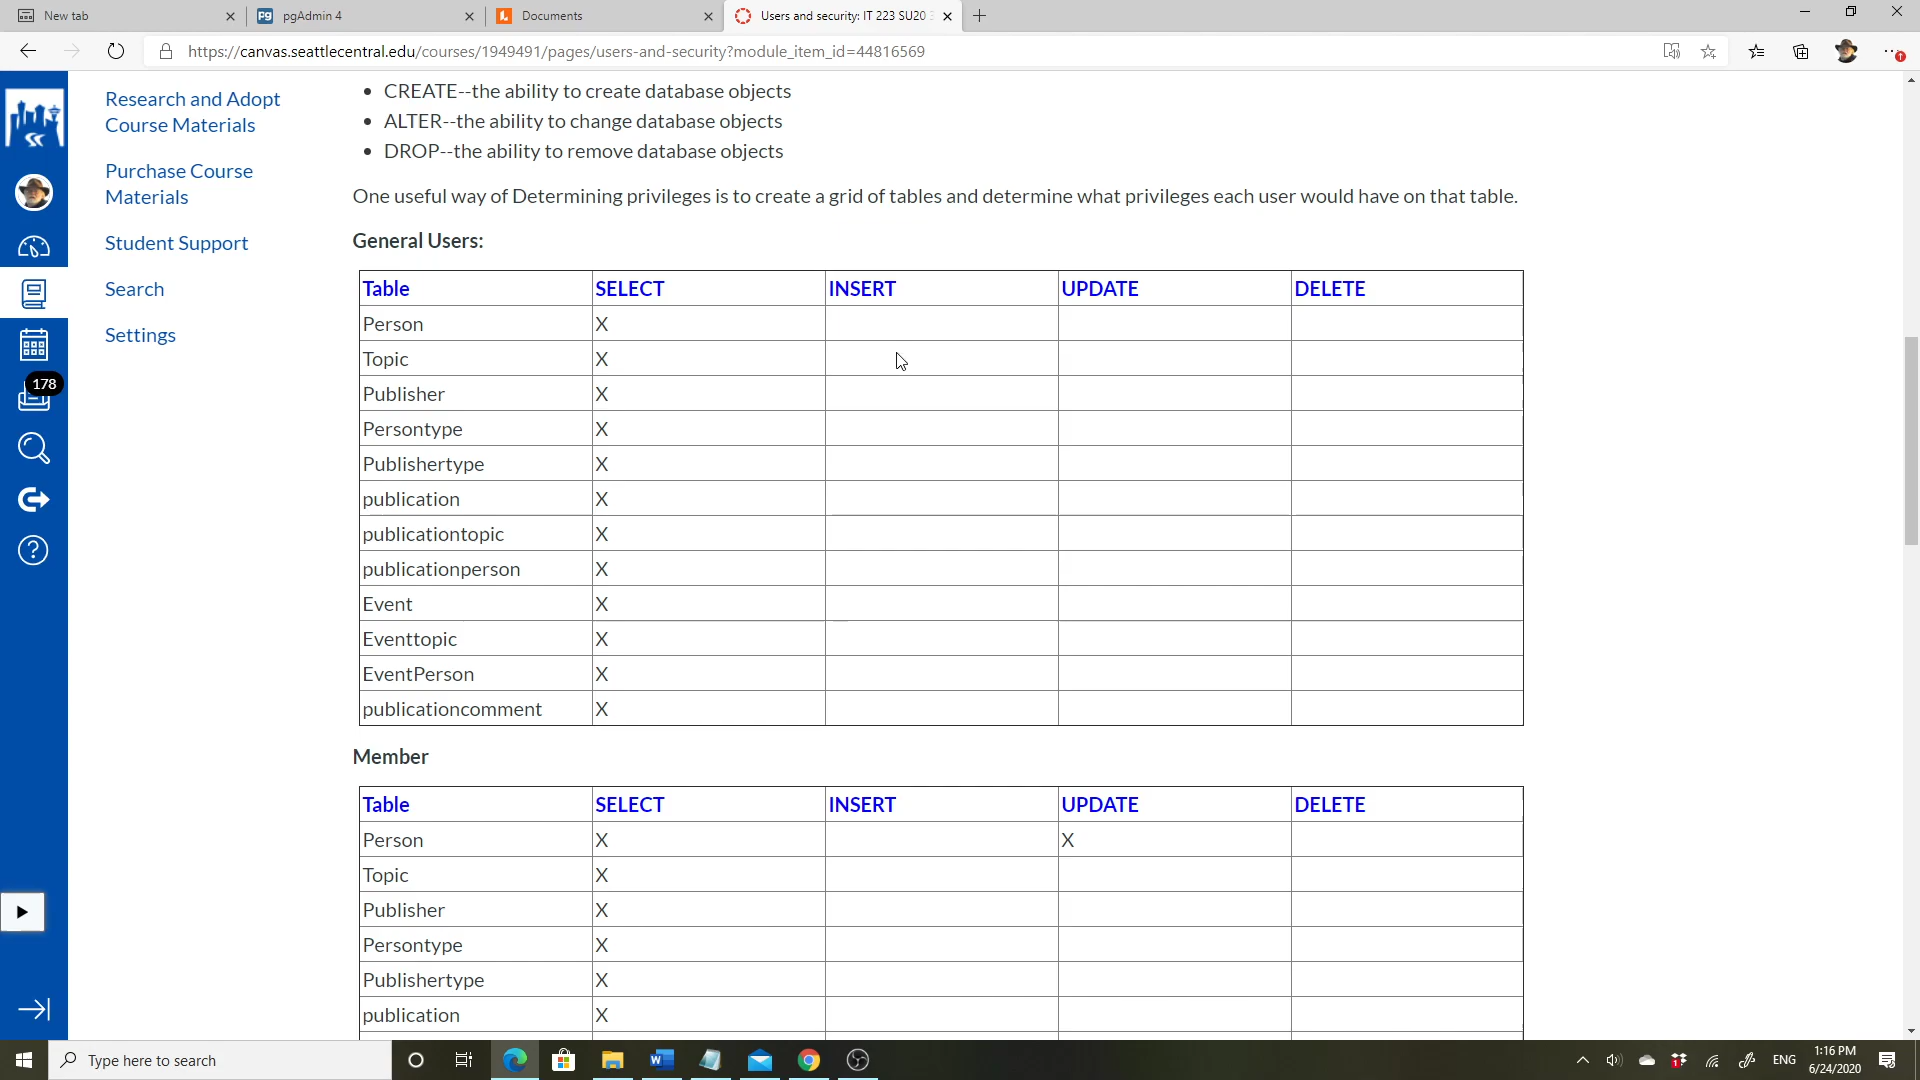 New tab
pgAdmin 4
Documents
Users and security: IT 223 SU20
https://canvas.seattlecentral.edu/courses/1949491/pages/users-and-security?module_item_id=44816569
178
Research and Adopt
Course Materials
Purchase Course
Materials
Student Support
Search
Settings
CREATE--the ability to create database objects
ALTER--the ability to change database objects
DROP--the ability to remove database objects
One useful way of Determining privileges is to create a grid of tables and determine what privileges each user would have on that table.
General Users:
Table SELECT INSERT UPDATE DELETE
Person X
Topic X
Publisher X
Persontype X
Publishertype X
publication X
publicationtopic X
publicationperson X
Event X
Eventtopic X
EventPerson X
publicationcomment X
Member
Table SELECT INSERT UPDATE DELETE
Person X X
Topic X
Publisher X
Persontype X
Publishertype X
publication X
Type here to search
ENG
1:16 PM
6/24/2020